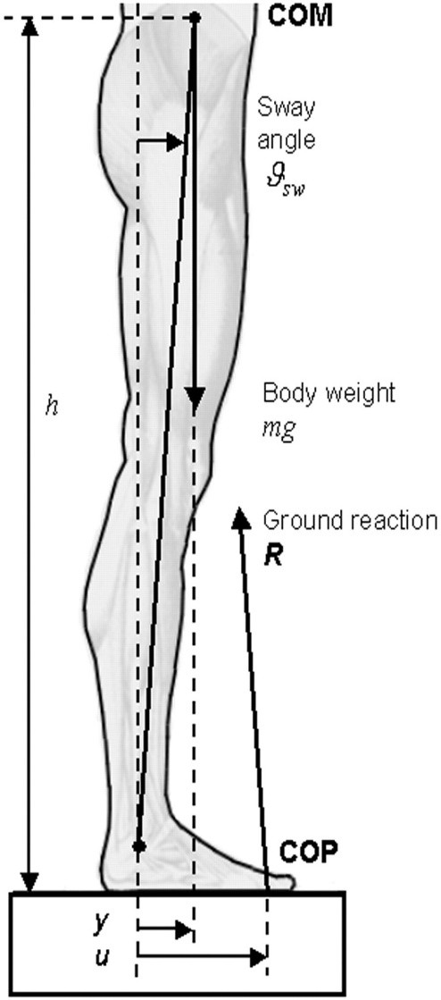 COM
Sway
angle
ϑsw
h
Body weight
mg
Ground reaction
R
COP
y
u